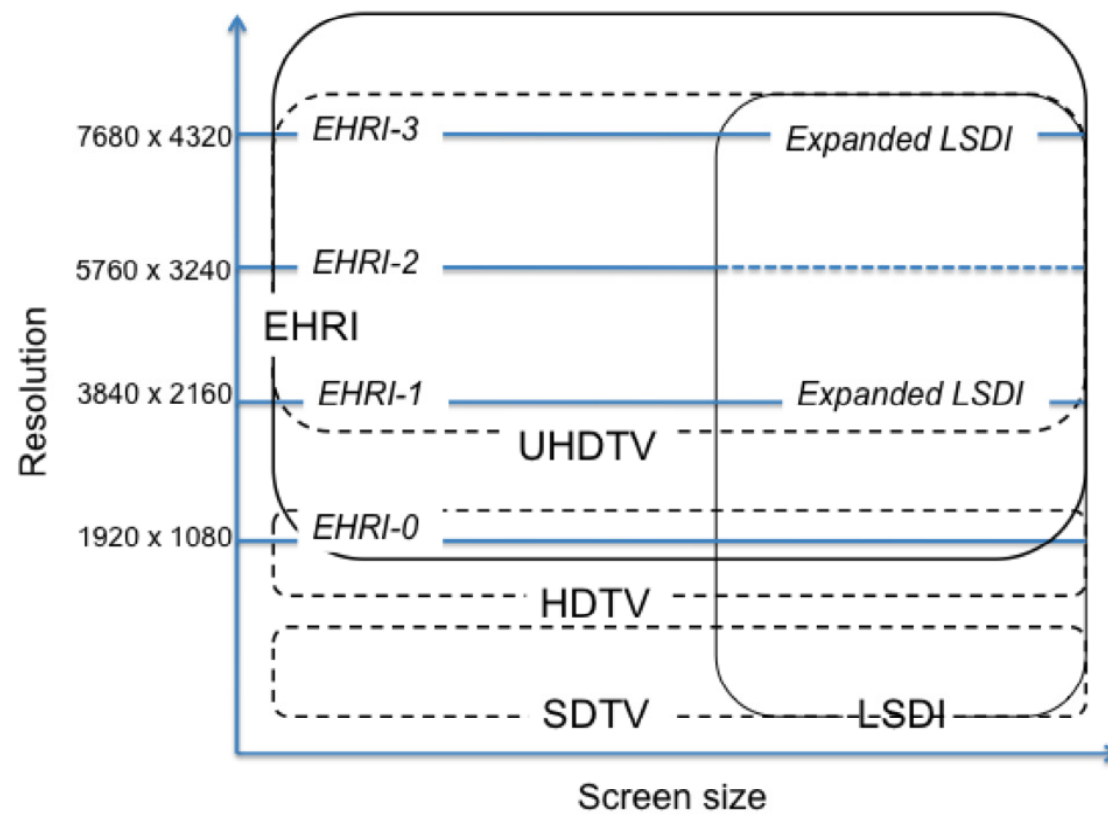 7680 x 4320
EHRI-3
Expanded LSDI
5760 x 3240
EHRI-2
EHRI
3840 x 2160
EHRI-1
Expanded LSDI
UHDTV
Resolution
1920 x 1080
EHRI-0
HDTV
SDTV
LSDI
Screen size